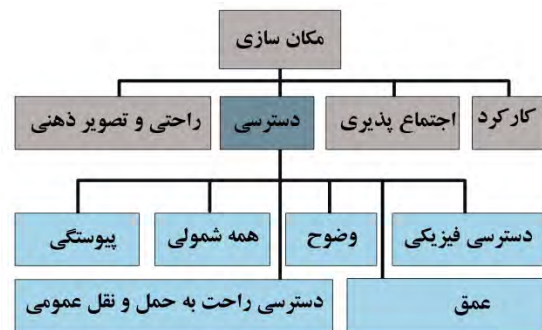 مکان سازی
کارکرد
اجتماع پذیری
دسترسی
راحتی و تصویر ذهنی
دسترسی فیزیکی
وضوح
همه شمولی
پیوستگی
عمق
دسترسی راحت به حمل و نقل عمومی